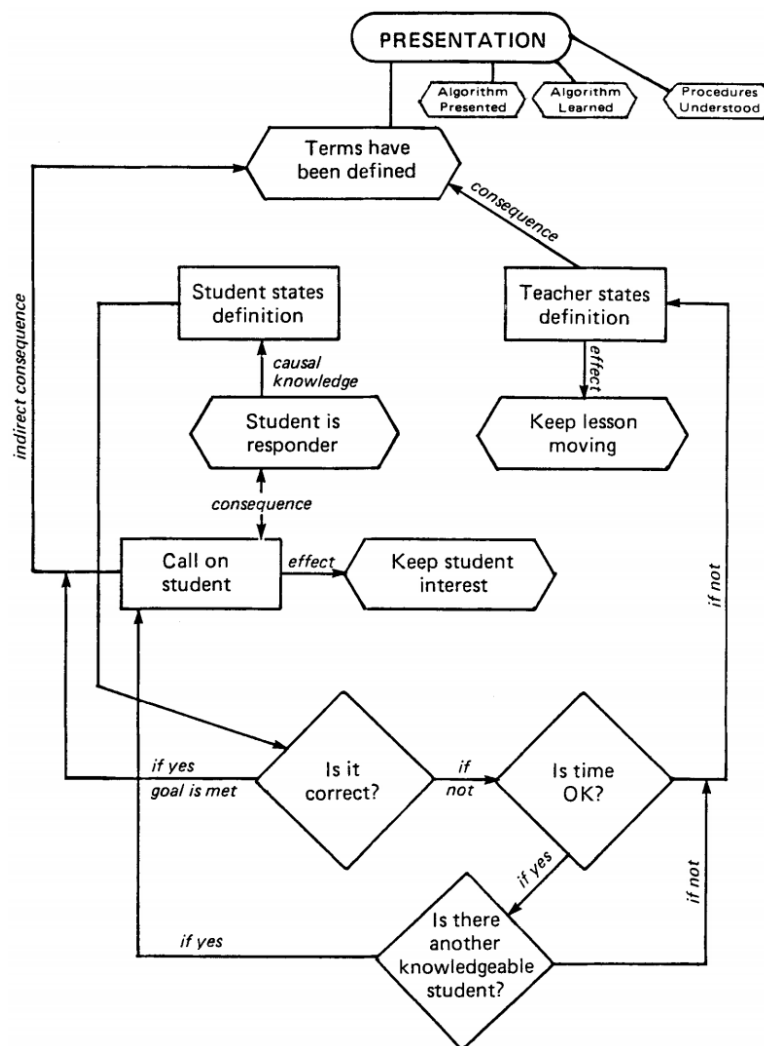 PRESENTATION
Algorithm
Presented
Algorithm
Learned
Procedures
Understood
Terms have
been defined
consequence
Student states
definition
Teacher states
definition
indirect consequence
causal
knowledge
effect
Student is
responder
Keep lesson
moving
consequence
Call on
student
effect
Keep student
interest
if not
if yes
goal is met
Is it
correct?
if
not
Is time
OK?
if yes
if not
if yes
Is there
another
knowledgeable
student?